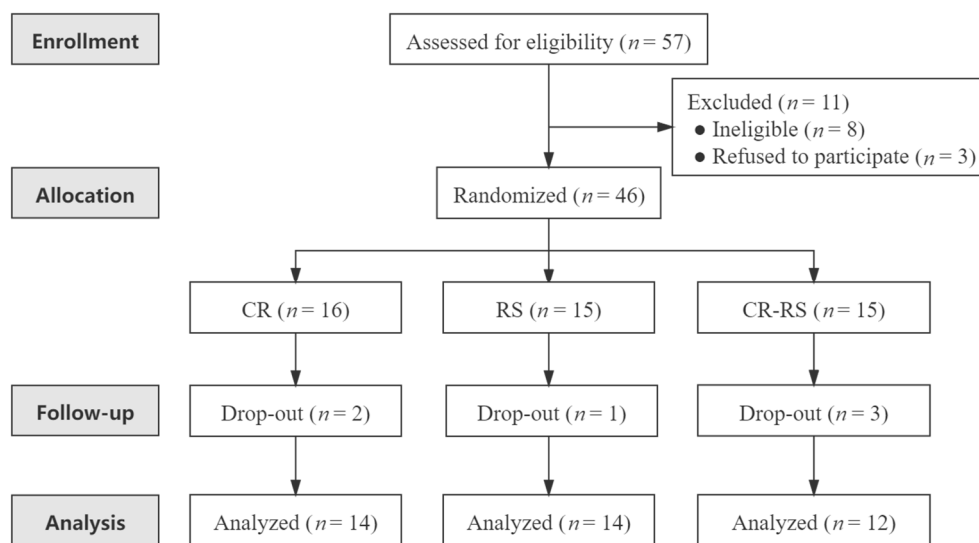 Enrollment
Assessed for eligibility (n = 57)
Excluded (n = 11)
● Ineligible (n = 8)
● Refused to participate (n = 3)
Allocation
Randomized (n = 46)
CR (n = 16)
RS (n = 15)
CR-RS (n = 15)
Follow-up
Drop-out (n = 2)
Drop-out (n = 1)
Drop-out (n = 3)
Analysis
Analyzed (n = 14)
Analyzed (n = 14)
Analyzed (n = 12)